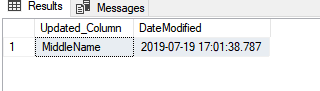 Results Messages
Updated_Column DateModified
1 MiddleName 2019-07-19 17:01:38.787